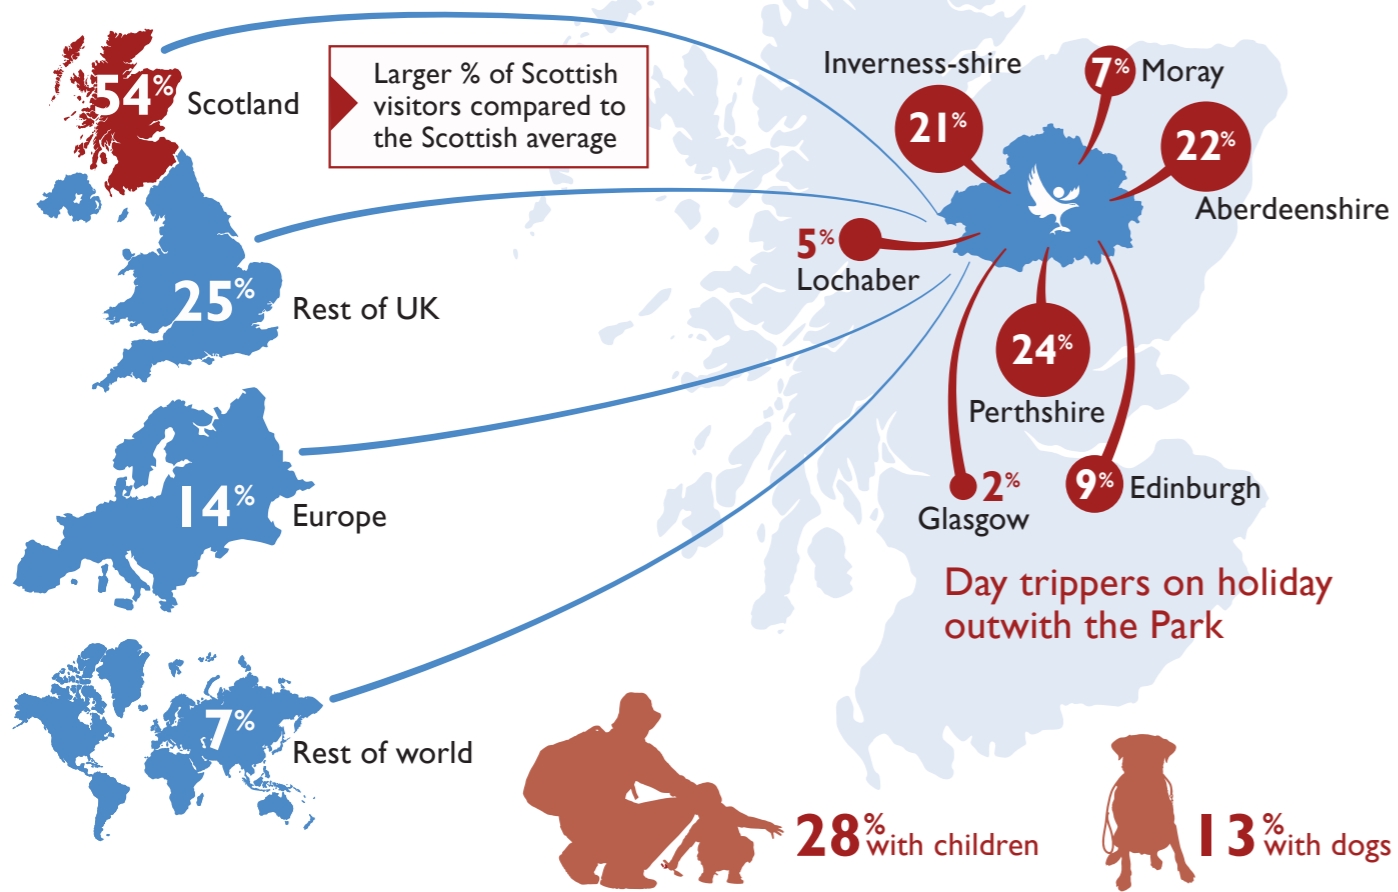 54%
Scotland
Larger % of Scottish
visitors compared to
the Scottish average
25%
Rest of UK
14%
Europe
7%
Rest of world
Inverness-shire
21%
7% Moray
22%
Aberdeenshire
5%
Lochaber
24%
Perthshire
2%
Glasgow
9% Edinburgh
Day trippers on holiday
outwith the Park
28% with children
13% with dogs